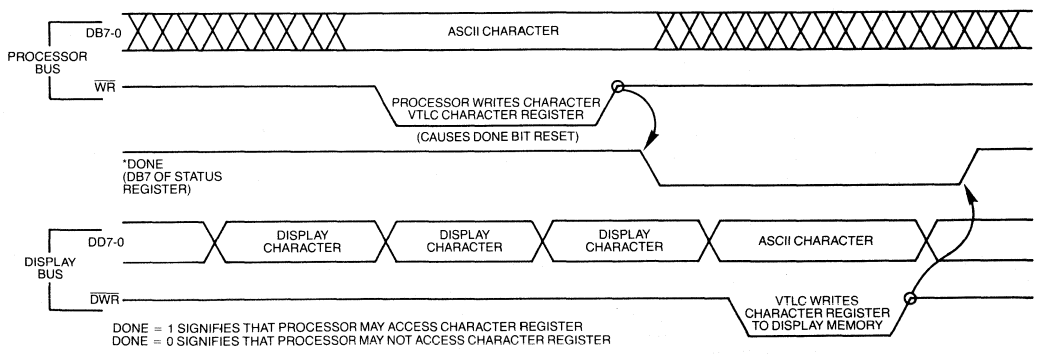 DB7-0
ASCII CHARACTER
PROCESSOR
BUS
WR
PROCESSOR WRITES CHARACTER
VTLC CHARACTER REGISTER
(CAUSES DONE BIT RESET)
*DONE
(DB7 OF STATUS
REGISTER)
DD7-0
DISPLAY
CHARACTER
DISPLAY
CHARACTER
DISPLAY
CHARACTER
ASCII CHARACTER
DISPLAY
BUS
DWR
VTLC WRITES
CHARACTER REGISTER
TO DISPLAY MEMORY
DONE = 1 SIGNIFIES THAT PROCESSOR MAY ACCESS CHARACTER REGISTER
DONE = 0 SIGNIFIES THAT PROCESSOR MAY NOT ACCESS CHARACTER REGISTER